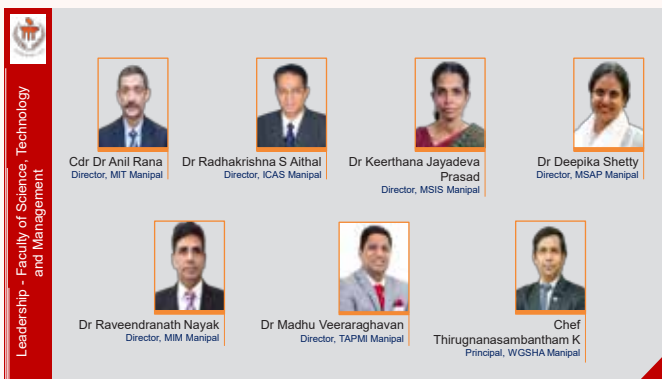 Leadership - Faculty of Science, Technology
and Management
Cdr Dr Anil Rana
Director, MIT Manipal
Dr Radhakrishna S Aithal
Director, ICAS Manipal
Dr Keerthana Jayadeva
Prasad
Director, MSIS Manipal
Dr Deepika Shetty
Director, MSAP Manipal
Dr Raveendranath Nayak
Director, MIM Manipal
Dr Madhu Veeraraghavan
Director, TAPMI Manipal
Chef
Thirugnanasambantham K
Principal, WGSHA Manipal